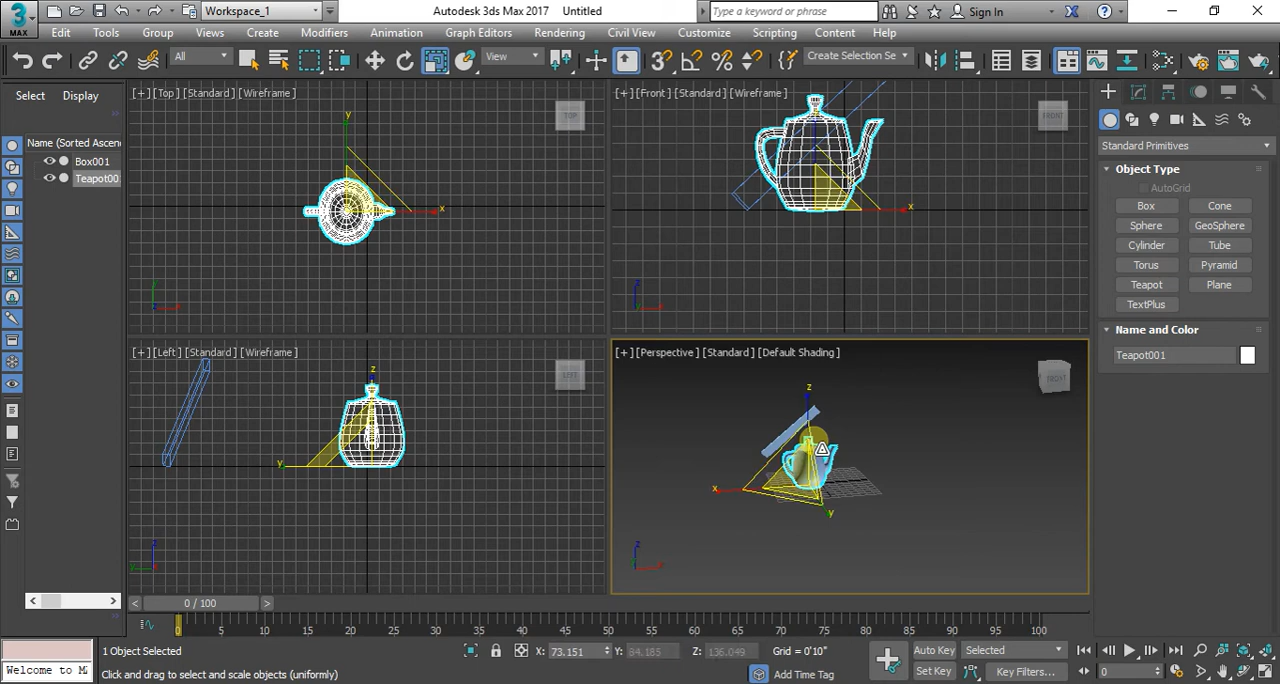 3
MAX
Workspace_1
Autodesk 3ds Max 2017 Untitled
Type a keyword or phrase
Sign In
Edit Tools Group Views Create Modifiers Animation Graph Editors Rendering Civil View Customize Scripting Content Help
All
View
Create Selection Se
Select Display
Name (Sorted Ascen
Box001
Teapot00
[+] [Top] [Standard] [Wireframe]
TOP
y
x
[+] [Front] [Standard] [Wireframe]
FRONT
x
z
[+] [Left] [Standard] [Wireframe]
LEFT
z
y
z
y
[+] [Perspective] [Standard] [Default Shading]
FRONT
z
x
y
z
Standard Primitives
Object Type
AutoGrid
Box Cone
Sphere GeoSphere
Cylinder Tube
Torus Pyramid
Teapot Plane
TextPlus
Name and Color
Teapot001
0 / 100
0 5 10 15 20 25 30 35 40 45 50 55 60 65 70 75 80 85 90 95 100
1 Object Selected
X: 73.151 Y: 84.185 Z: 136.049 Grid = 0'10"
Auto Key Selected
Welcome to M
Click and drag to select and scale objects (uniformly)
Add Time Tag
Set Key Key Filters...
0